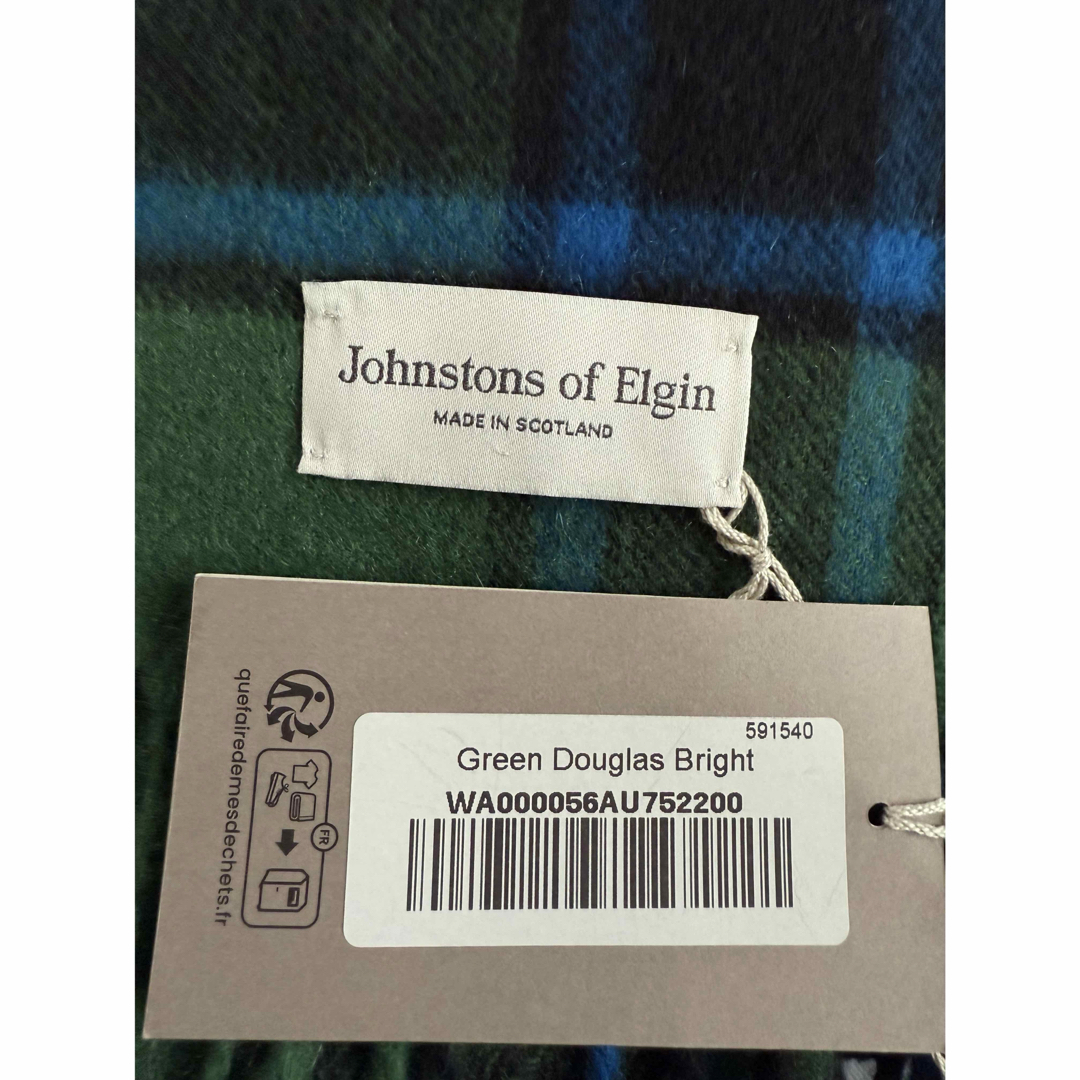 Johnstons of Elgin
MADE IN SCOTLAND
591540
Green Douglas Bright
WA000056AU752200
quefairedemesdechets.fr
FR